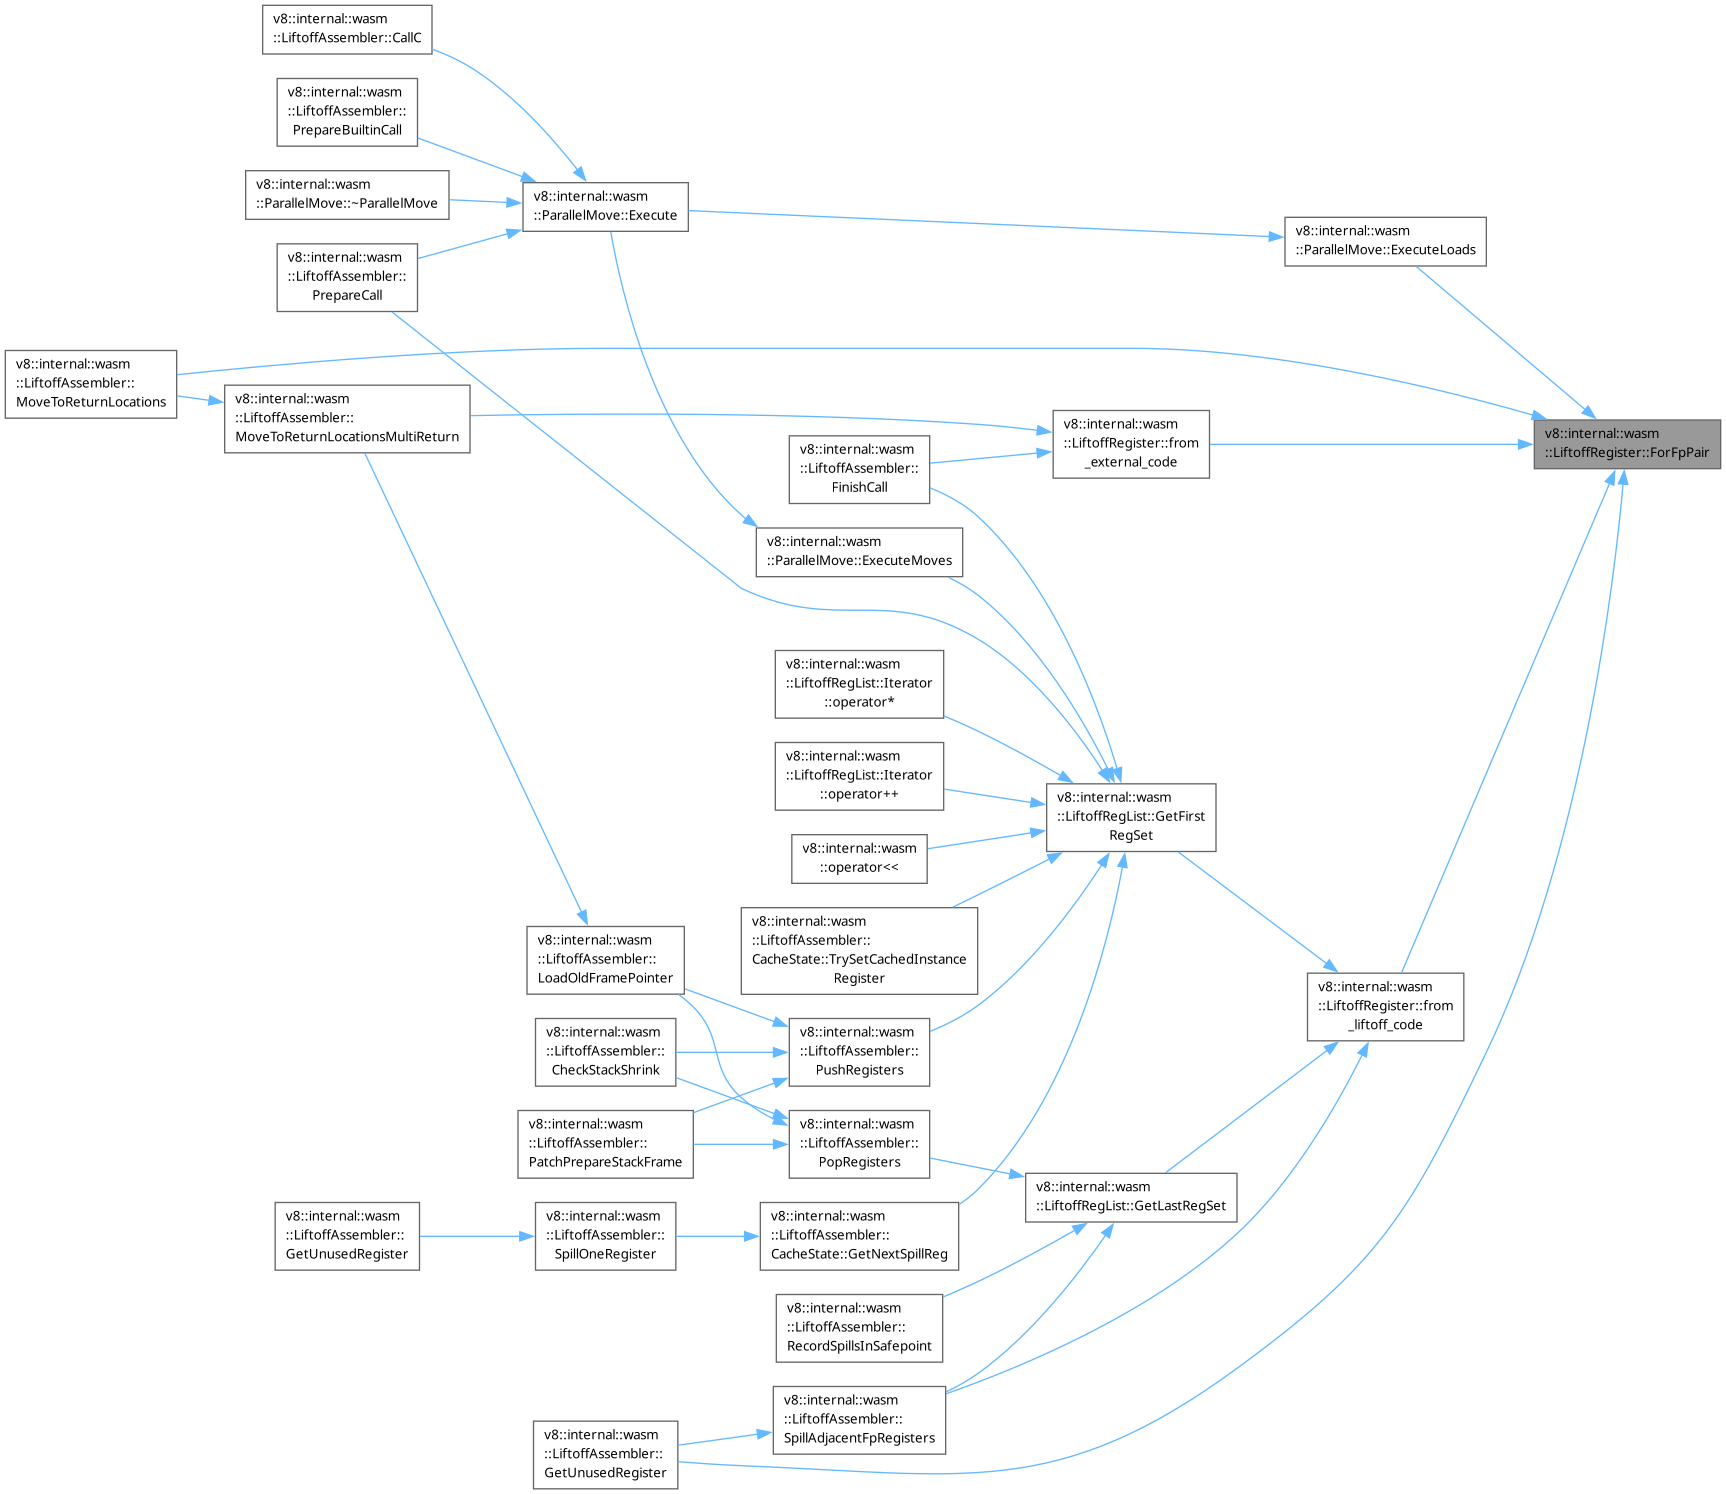 v8::internal::wasm
::LiftoffAssembler::CallC
v8::internal::wasm
::LiftoffAssembler::
PrepareBuiltinCall
v8::internal::wasm
::ParallelMove::~ParallelMove
v8::internal::wasm
::ParallelMove::Execute
v8::internal::wasm
::ParallelMove::ExecuteLoads
v8::internal::wasm
::LiftoffAssembler::
PrepareCall
v8::internal::wasm
::LiftoffAssembler::
MoveToReturnLocations
v8::internal::wasm
::LiftoffAssembler::
MoveToReturnLocationsMultiReturn
v8::internal::wasm
::LiftoffRegister::from
_external_code
v8::internal::wasm
::LiftoffRegister::ForFpPair
v8::internal::wasm
::LiftoffAssembler::
FinishCall
v8::internal::wasm
::ParallelMove::ExecuteMoves
v8::internal::wasm
::LiftoffRegList::Iterator
::operator*
v8::internal::wasm
::LiftoffRegList::Iterator
::operator++
v8::internal::wasm
::LiftoffRegList::GetFirst
RegSet
v8::internal::wasm
::operator<<
v8::internal::wasm
::LiftoffAssembler::
CacheState::TrySetCachedInstance
Register
v8::internal::wasm
::LiftoffAssembler::
LoadOldFramePointer
v8::internal::wasm
::LiftoffRegister::from
_liftoff_code
v8::internal::wasm
::LiftoffAssembler::
CheckStackShrink
v8::internal::wasm
::LiftoffAssembler::
PushRegisters
v8::internal::wasm
::LiftoffAssembler::
PatchPrepareStackFrame
v8::internal::wasm
::LiftoffAssembler::
PopRegisters
v8::internal::wasm
::LiftoffRegList::GetLastRegSet
v8::internal::wasm
::LiftoffAssembler::
GetUnusedRegister
v8::internal::wasm
::LiftoffAssembler::
SpillOneRegister
v8::internal::wasm
::LiftoffAssembler::
CacheState::GetNextSpillReg
v8::internal::wasm
::LiftoffAssembler::
RecordSpillsInSafepoint
v8::internal::wasm
::LiftoffAssembler::
SpillAdjacentFpRegisters
v8::internal::wasm
::LiftoffAssembler::
GetUnusedRegister